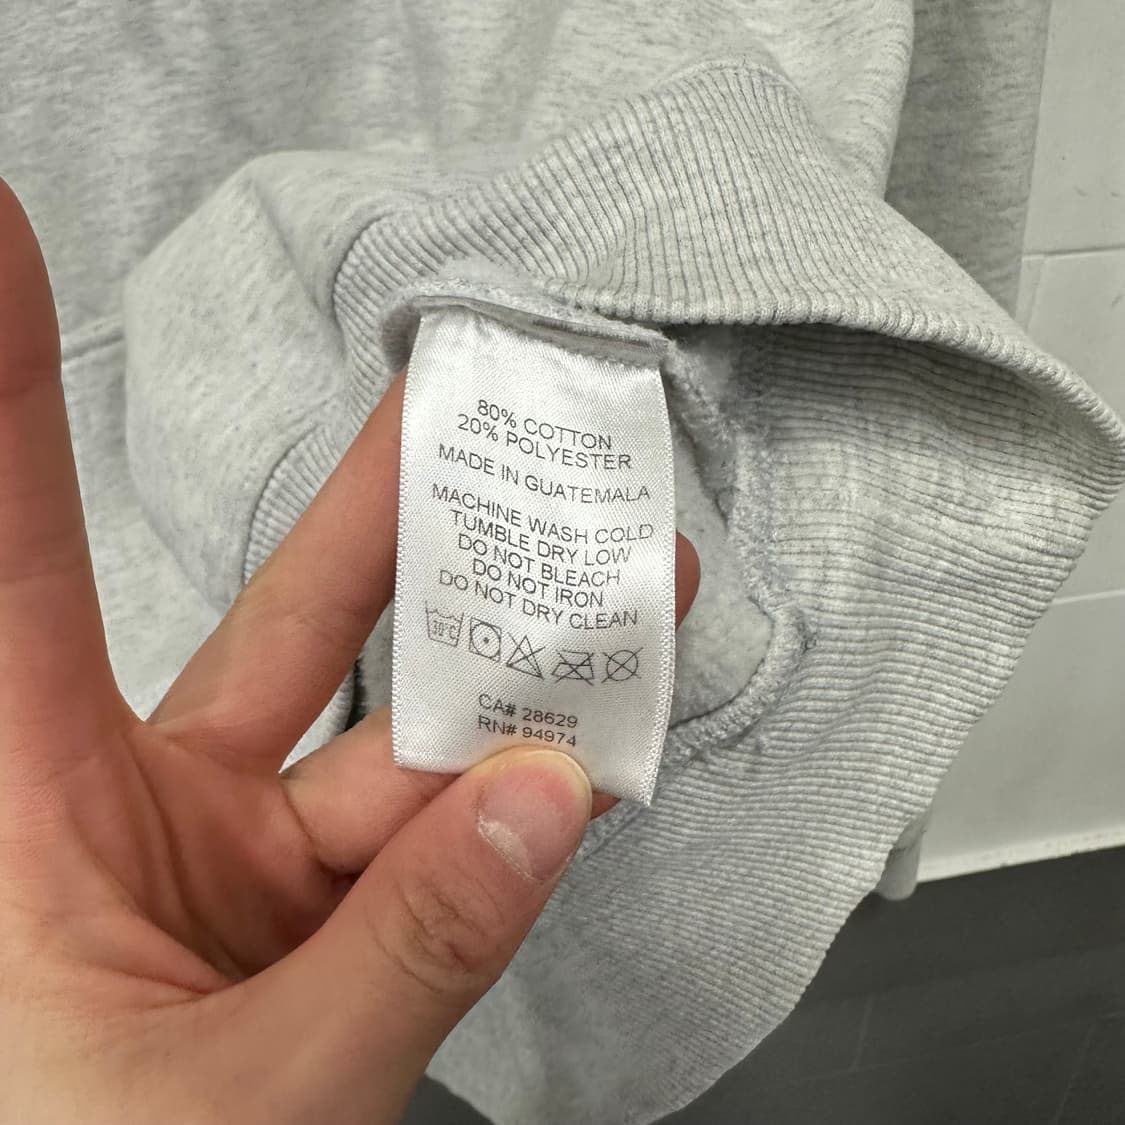 80% COTTON
20% POLYESTER
MADE IN GUATEMALA
MACHINE WASH COLD
TUMBLE DRY LOW
DO NOT BLEACH
DO NOT IRON
DO NOT DRY CLEAN
30°C
CA# 28629
RN# 94974